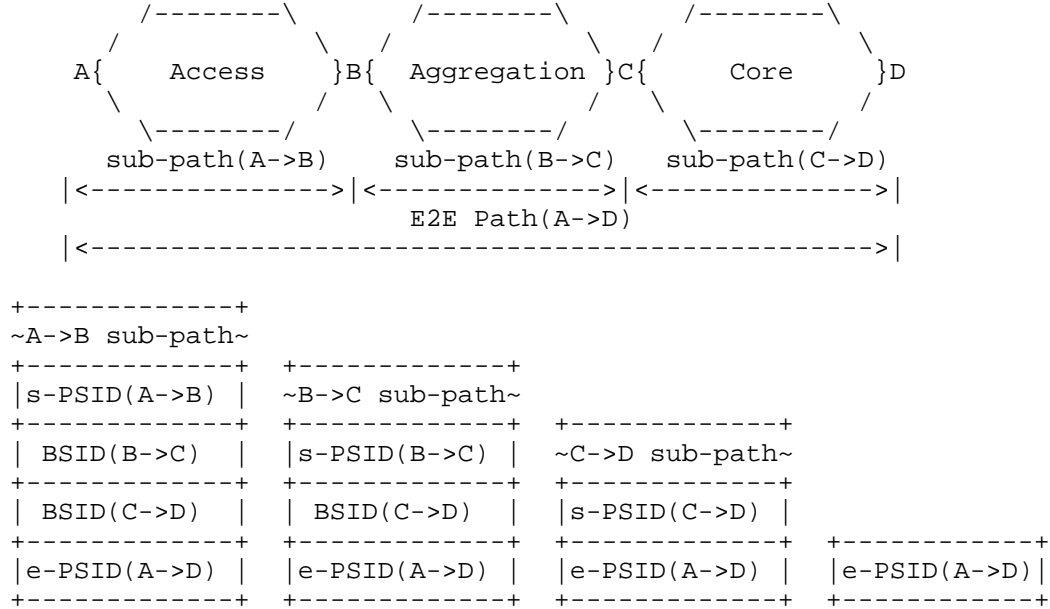 /--------\         /--------\         /--------\
       /            \     /            \     /            \
     A{    Access    }B{  Aggregation }C{     Core     }D
       \            /     \            /     \            /
         \--------/         \--------/         \--------/
       sub-path(A->B)    sub-path(B->C)   sub-path(C->D)
    |<--------------->|<-------------->|<-------------->|
                      E2E Path(A->D)
    |<------------------------------------------------->|
+-------------+
~A->B sub-path~
+-------------+  +-------------+
|s-PSID(A->B) |  ~B->C sub-path~
+-------------+  +-------------+  +-------------+
| BSID(B->C)  |  |s-PSID(B->C) |  ~C->D sub-path~
+-------------+  +-------------+  +-------------+
| BSID(C->D)  |  | BSID(C->D)  |  |s-PSID(C->D) |
+-------------+  +-------------+  +-------------+  +------------+
|e-PSID(A->D) |  |e-PSID(A->D) |  |e-PSID(A->D) |  |e-PSID(A->D)|
+-------------+  +-------------+  +-------------+  +------------+